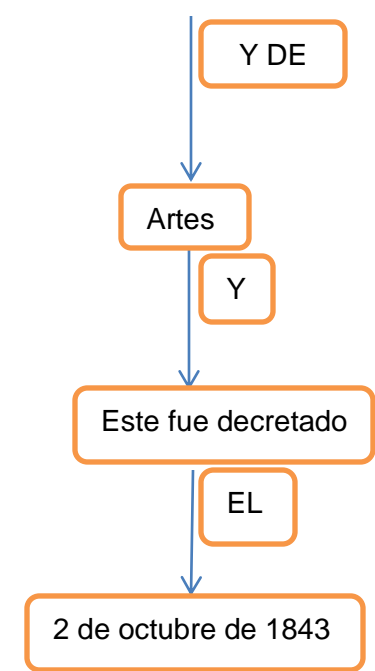 Y DE
Artes
Y
Este fue decretado
EL
2 de octubre de 1843